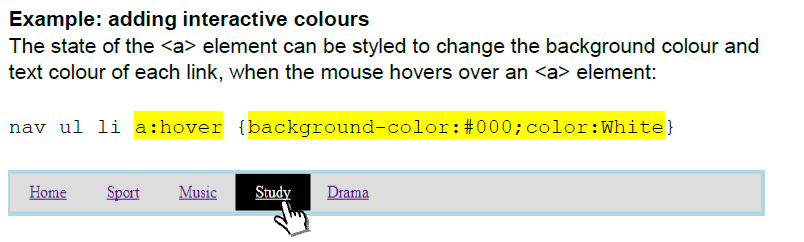 Example: adding interactive colours
The state of the <a> element can be styled to change the background colour and
text colour of each link, when the mouse hovers over an <a> element:
nav ul li a:hover {background-color:#000;color:White}
Home Sport Music Study Drama